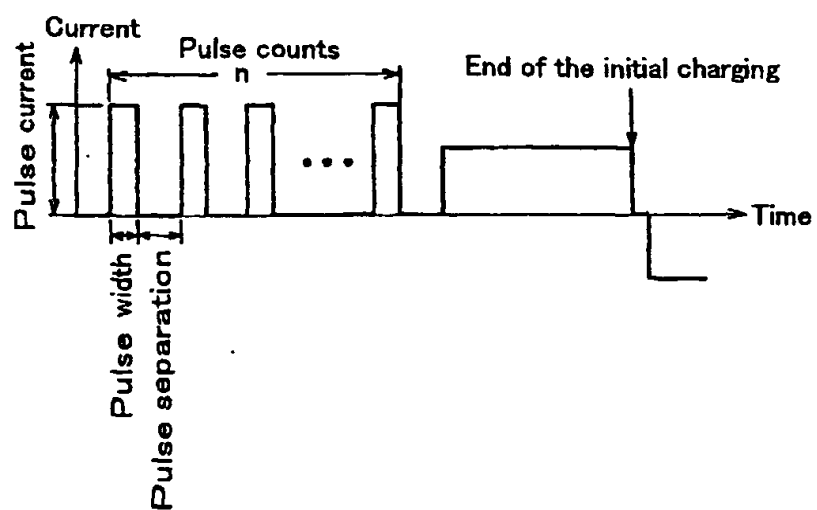 Current
Pulse counts
n
End of the initial charging
Pulse current
Time
Pulse width
Pulse separation